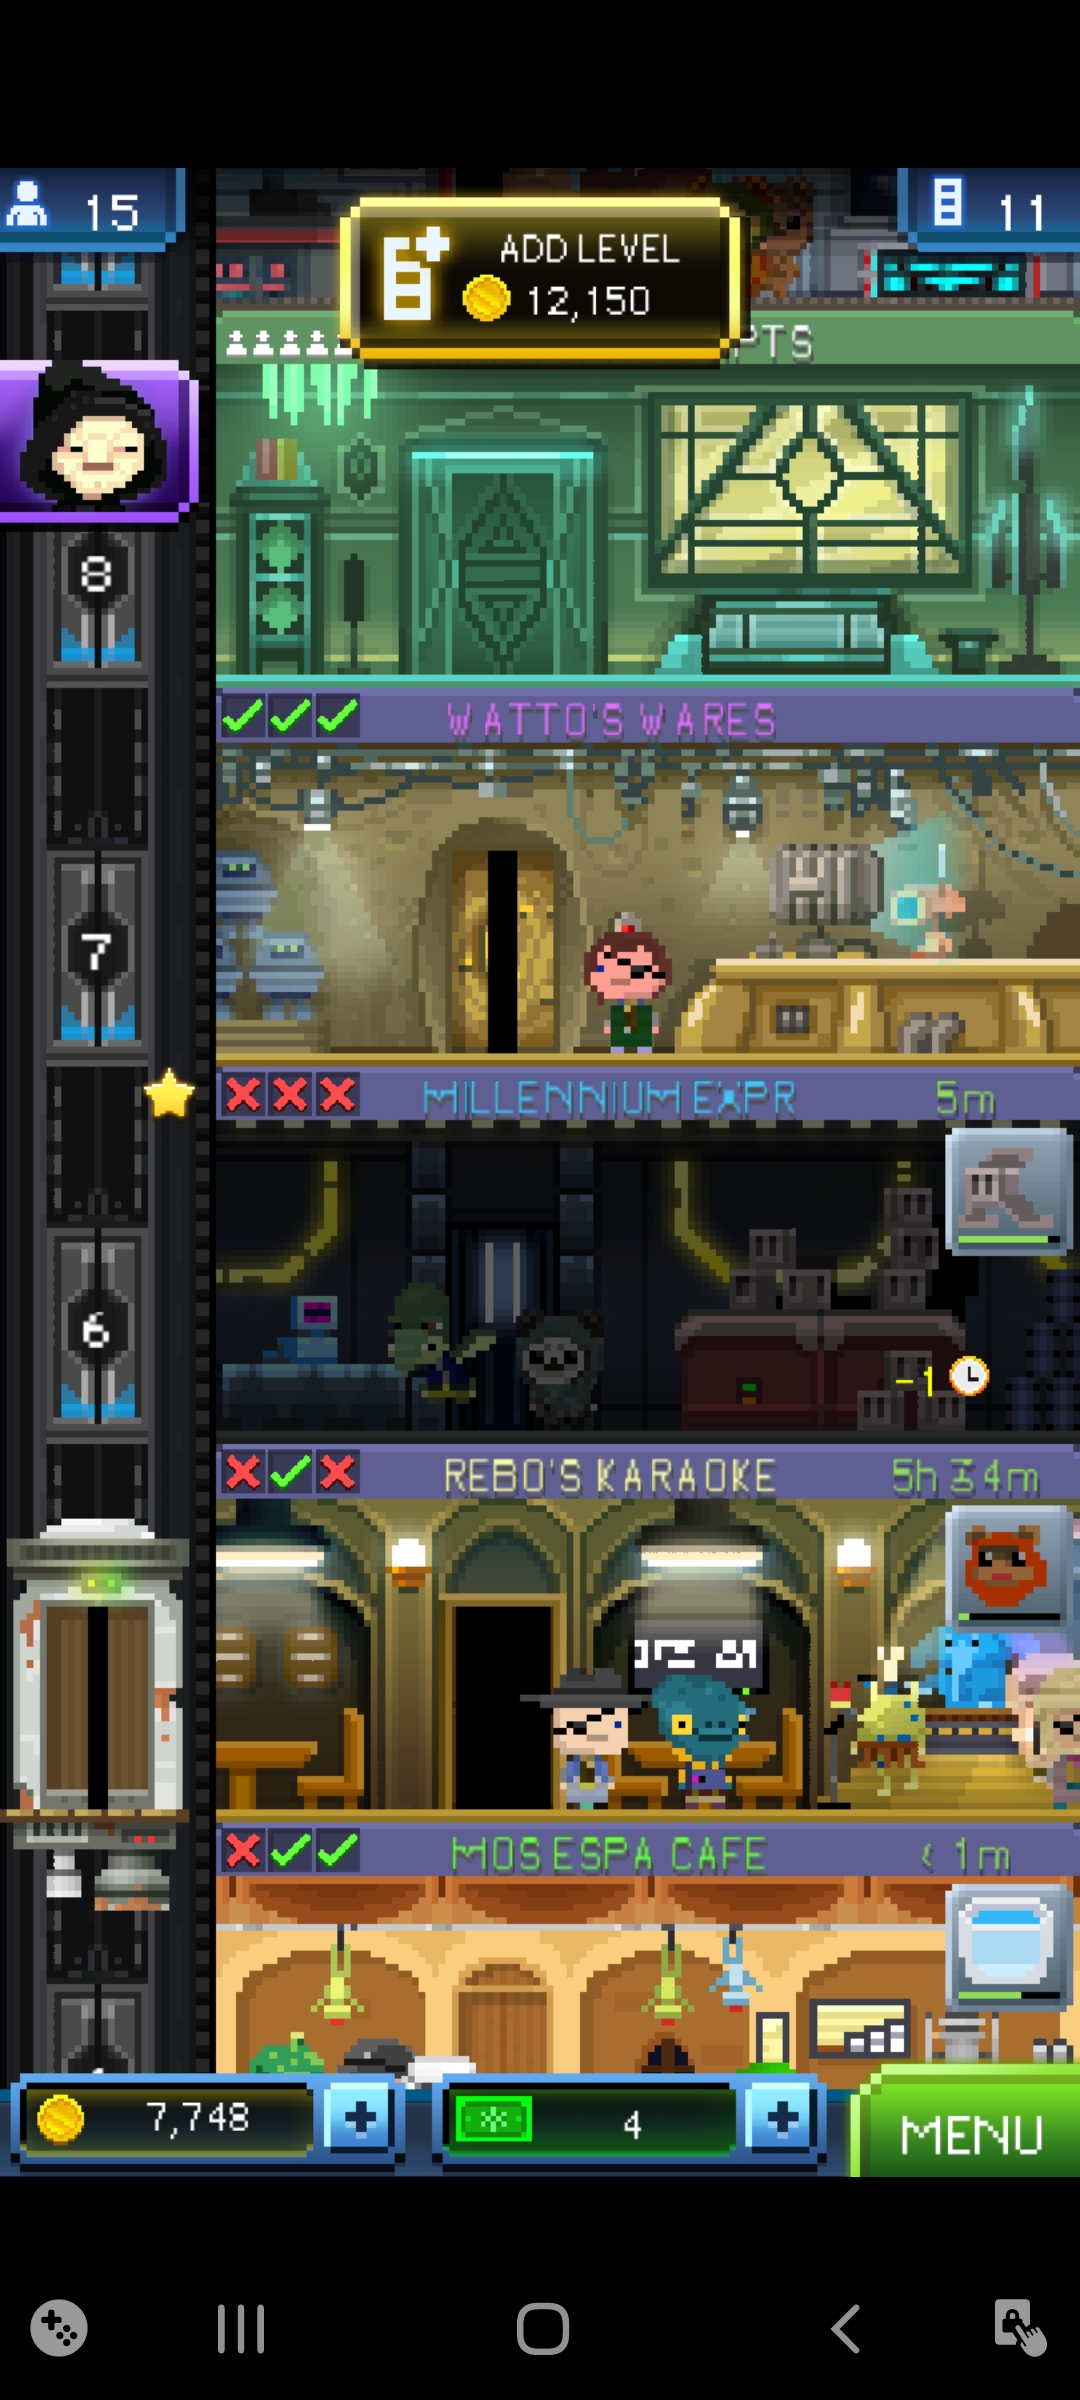 15
11
ADD LEVEL
12,150
PTS
8
WATTO'S WARES
7
MILLENNIUM EXPR
5m
6
-1
REBO'S KARAOKE
5h 4m
MOS ESPA CAFE
< 1m
7,748
4
MENU